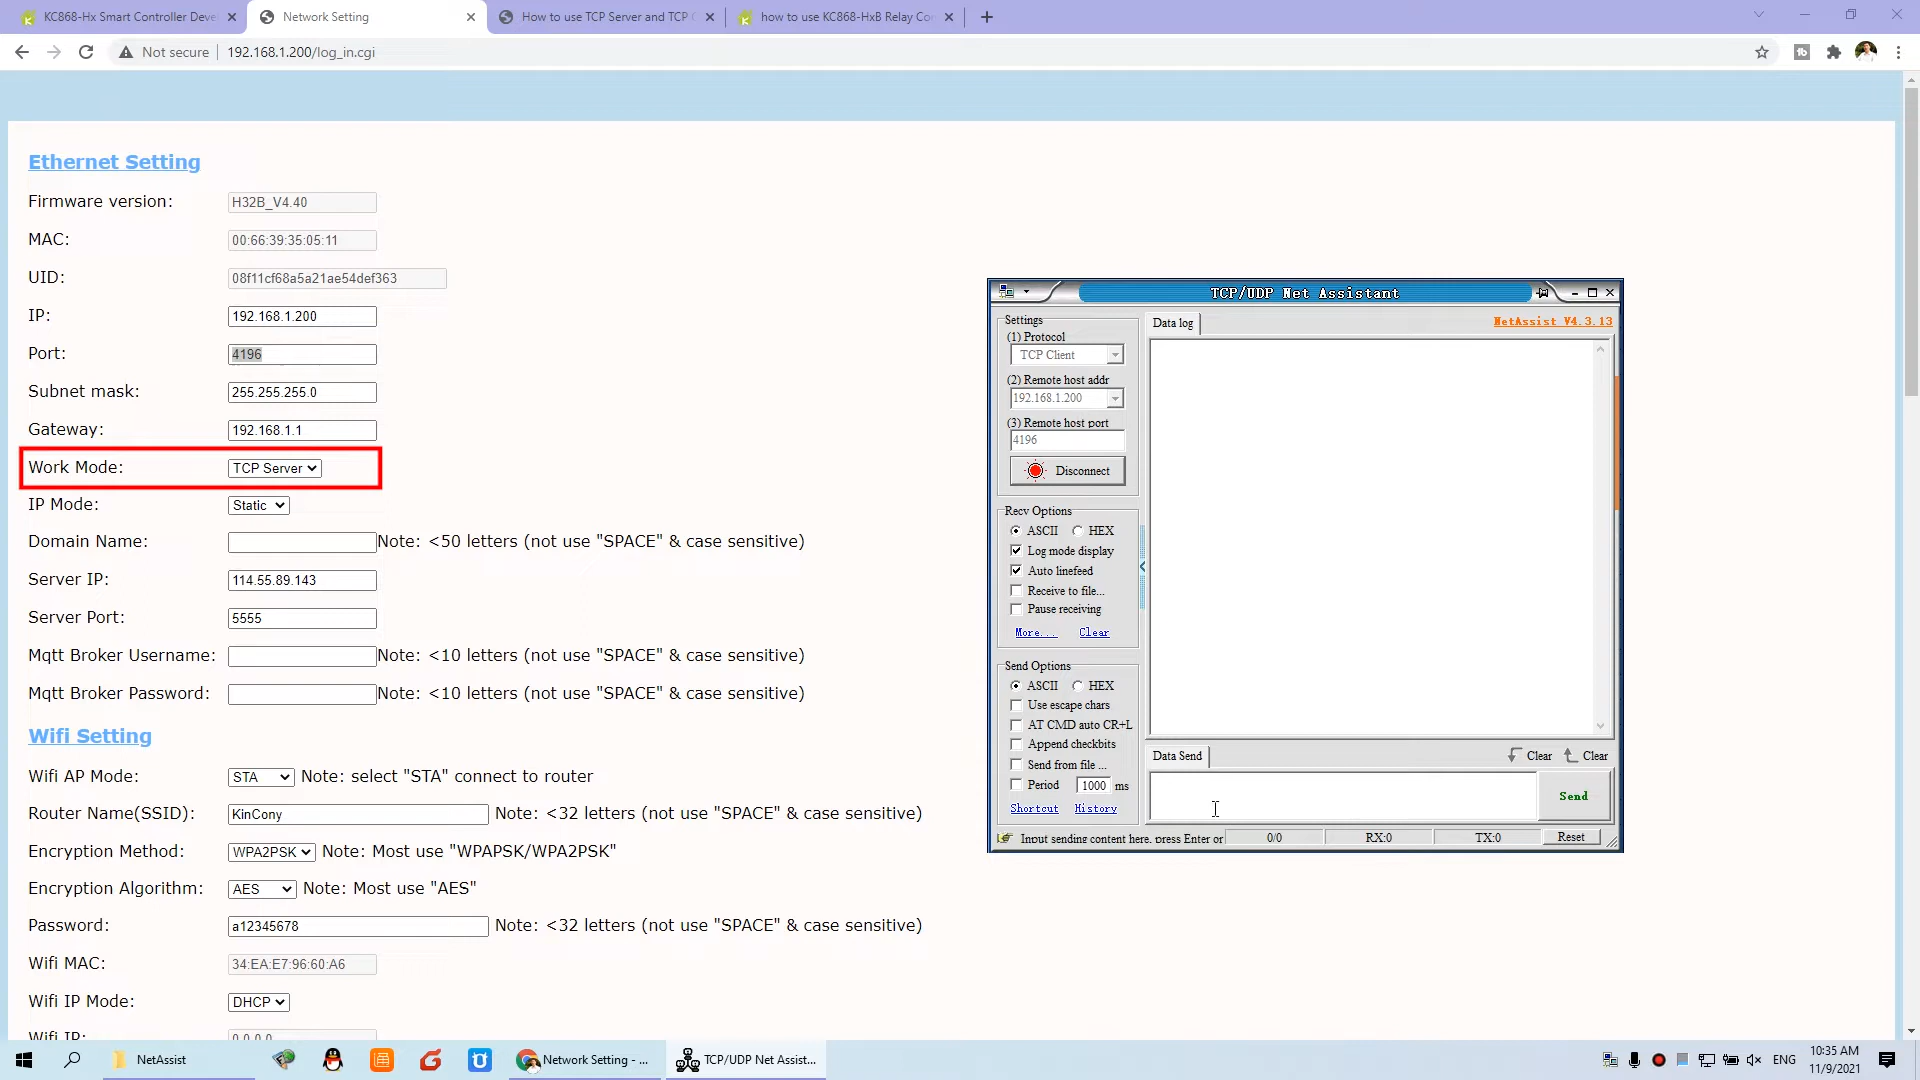 KC868-Hx Smart Controller Deve
Network Setting
How to use TCP Server and TCP C
how to use KC868-HxB Relay Co
Not secure
192.168.1.200/log_in.cgi
Ethernet Setting
Firmware version: H32B_V4.40
MAC: 00:66:39:35:05:11
UID: 08f11cf68a5a21ae54def363
IP: 192.168.1.200
Port: 4196
Subnet mask: 255.255.255.0
Gateway: 192.168.1.1
Work Mode: TCP Server
IP Mode: Static
Domain Name: Note: <50 letters (not use "SPACE" & case sensitive)
Server IP: 114.55.89.143
Server Port: 5555
Mqtt Broker Username: Note: <10 letters (not use "SPACE" & case sensitive)
Mqtt Broker Password: Note: <10 letters (not use "SPACE" & case sensitive)
Wifi Setting
Wifi AP Mode: STA Note: select "STA" connect to router
Router Name(SSID): KinCony Note: <32 letters (not use "SPACE" & case sensitive)
Encryption Method: WPA2PSK Note: Most use "WPAPSK/WPA2PSK"
Encryption Algorithm: AES Note: Most use "AES"
Password: a12345678 Note: <32 letters (not use "SPACE" & case sensitive)
Wifi MAC: 34:EA:E7:96:60:A6
Wifi IP Mode: DHCP
Wifi IP: 0.0.0.0
TCP/UDP Net Assistant
Settings
(1) Protocol
TCP Client
(2) Remote host addr
192.168.1.200
(3) Remote host port
4196
Disconnect
Recv Options
ASCII HEX
Log mode display
Auto linefeed
Receive to file...
Pause receiving
More... Clear
Send Options
ASCII HEX
Use escape chars
AT CMD auto CR+L
Append checkbits
Send from file ...
Period 1000 ms
Shortcut History
Data log
NetAssist V4.3.13
Data Send
Clear Clear
Send
Input sending content here, press Enter or
0/0 RX:0 TX:0 Reset
NetAssist
Network Setting - ...
TCP/UDP Net Assist...
ENG
10:35 AM
11/9/2021